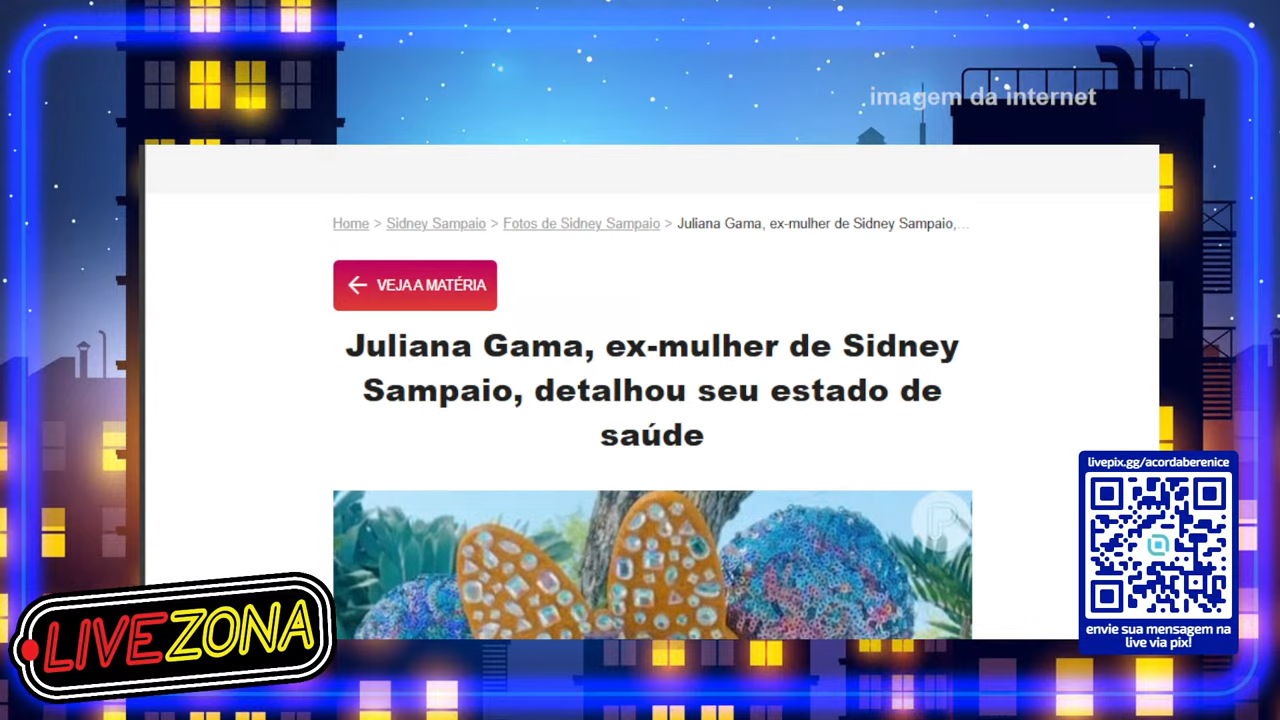 imagem da internet
Home > Sidney Sampaio > Fotos de Sidney Sampaio > Juliana Gama, ex-mulher de Sidney Sampaio,...
VEJA A MATÉRIA
Juliana Gama, ex-mulher de Sidney
Sampaio, detalhou seu estado de
saúde
livepix.gg/acordaberenice
envie sua mensagem na
live via pix!
LIVEZONA